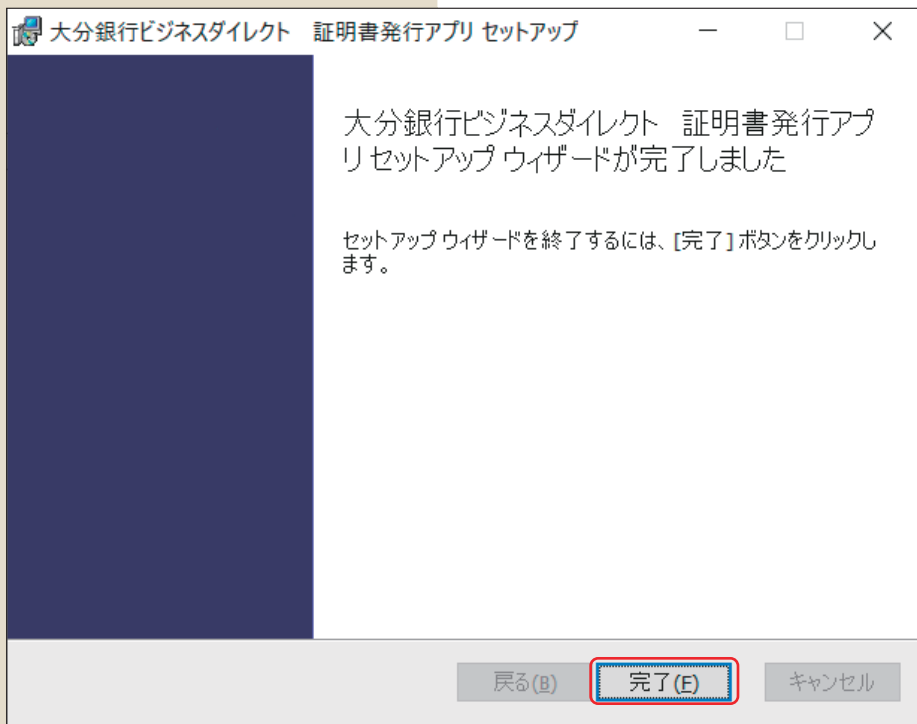 大分銀行ビジネスダイレクト　証明書発行アプリ セットアップ
大分銀行ビジネスダイレクト　証明書発行アプ
リ セットアップ ウィザードが完了しました
セットアップ ウィザードを終了するには、[完了] ボタンをクリックし
ます。
戻る(B)
完了(F)
キャンセル